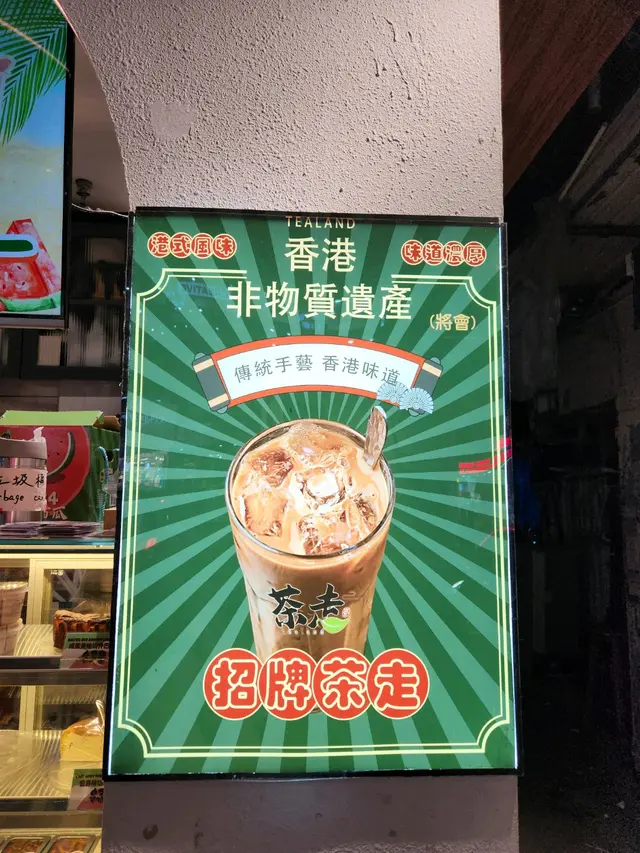 TEALAND
港式風味
香港
味道濃厚
非物質遺產
(將會)
傳統手藝 香港味道
茶走
招牌茶走